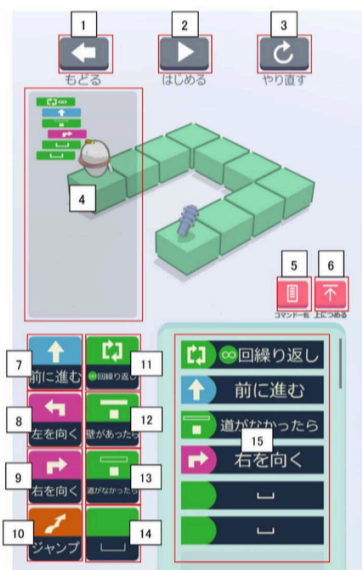 1
2
3
もどる
はじめる
やり直す
∞
4
5
6
コマンド一覧
上につめる
7
前に進む
11
∞回繰り返し
8
左を向く
12
壁があったら
9
右を向く
13
道がなかったら
10
ジャンプ
14
∞回繰り返し
前に進む
道がなかったら
15
右を向く